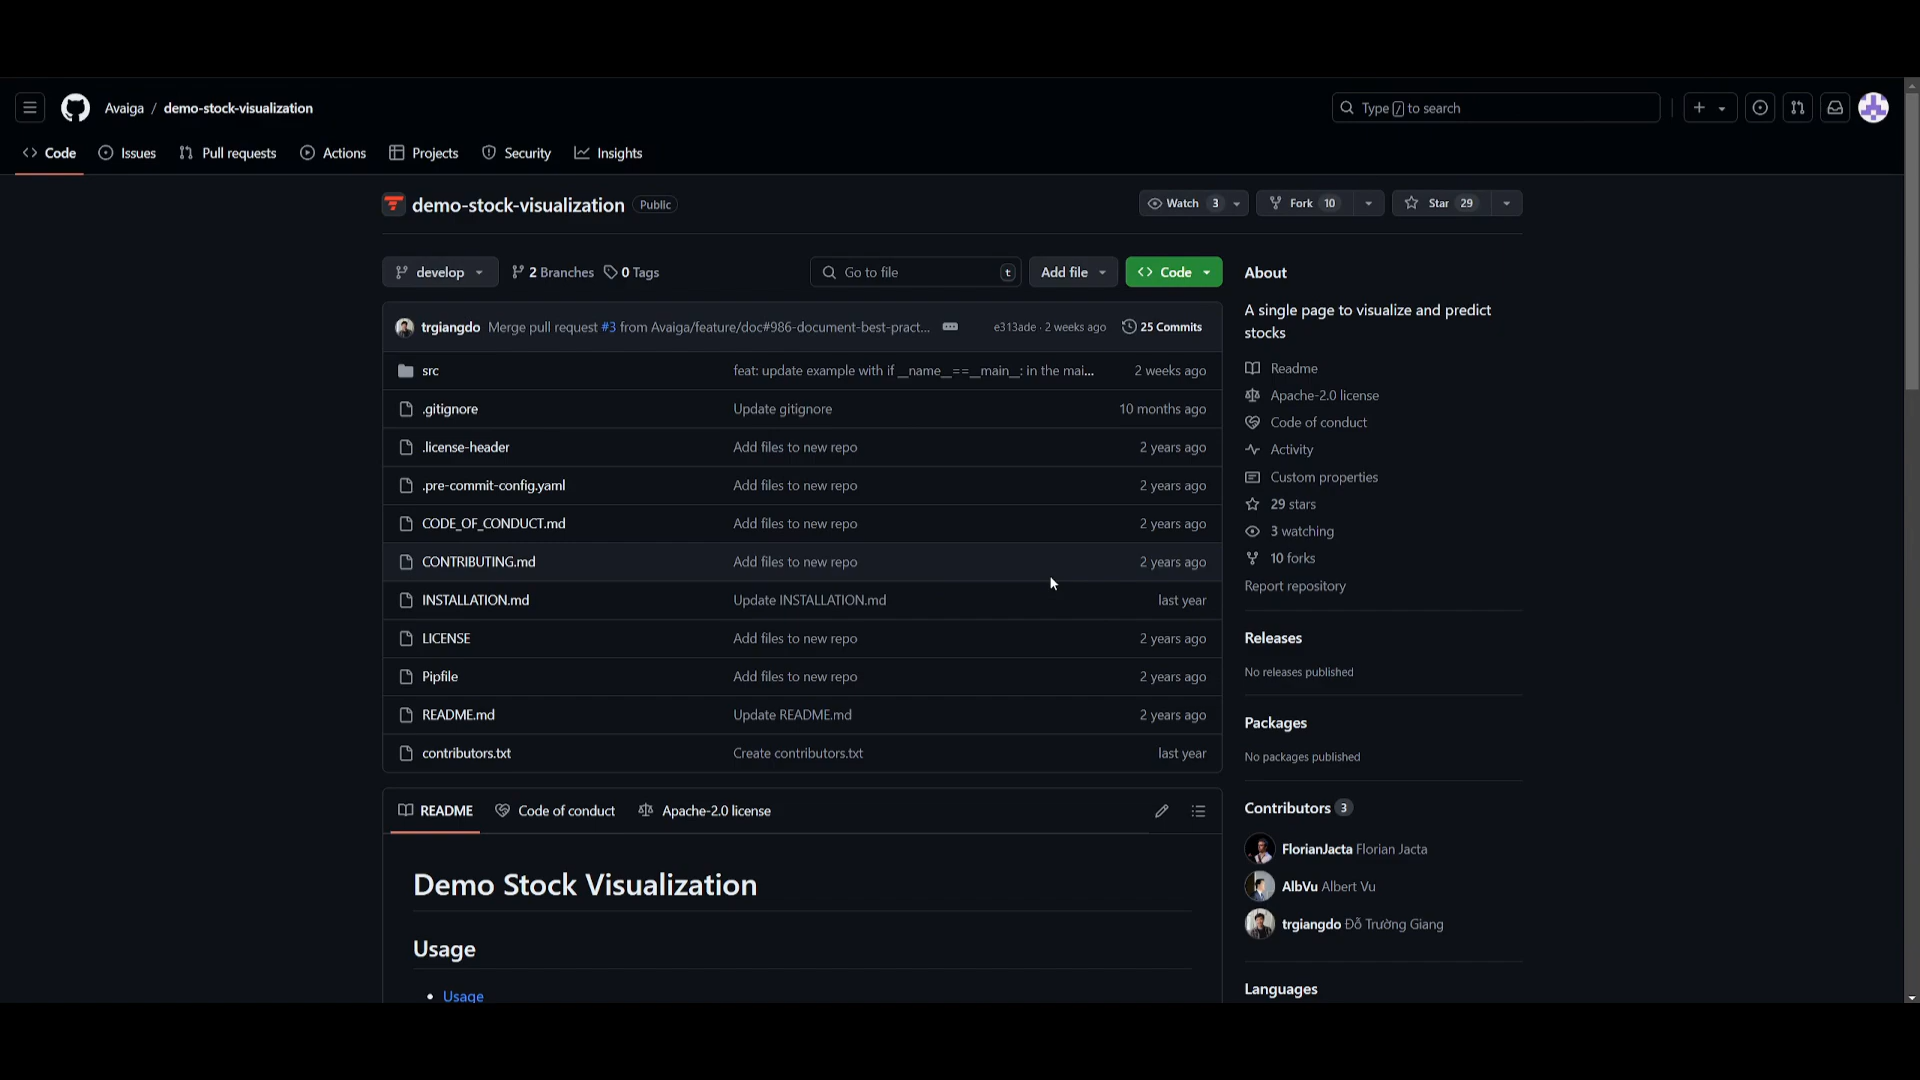 Avaiga / demo-stock-visualization
Type / to search
Code Issues Pull requests Actions Projects Security Insights
demo-stock-visualization Public
Watch 3 Fork 10 Star 29
develop 2 Branches 0 Tags Go to file t Add file Code
trgiangdo Merge pull request #3 from Avaiga/feature/doc#986-document-best-pract... e313ade · 2 weeks ago 25 Commits
src feat: update example with if __name__==__main__: in the mai... 2 weeks ago
.gitignore Update gitignore 10 months ago
.license-header Add files to new repo 2 years ago
.pre-commit-config.yaml Add files to new repo 2 years ago
CODE_OF_CONDUCT.md Add files to new repo 2 years ago
CONTRIBUTING.md Add files to new repo 2 years ago
INSTALLATION.md Update INSTALLATION.md last year
LICENSE Add files to new repo 2 years ago
Pipfile Add files to new repo 2 years ago
README.md Update README.md 2 years ago
contributors.txt Create contributors.txt last year
README Code of conduct Apache-2.0 license
Demo Stock Visualization
Usage
Usage
About
A single page to visualize and predict
stocks
Readme
Apache-2.0 license
Code of conduct
Activity
Custom properties
29 stars
3 watching
10 forks
Report repository
Releases
No releases published
Packages
No packages published
Contributors 3
FlorianJacta Florian Jacta
AlbVu Albert Vu
trgiangdo Đỗ Trường Giang
Languages